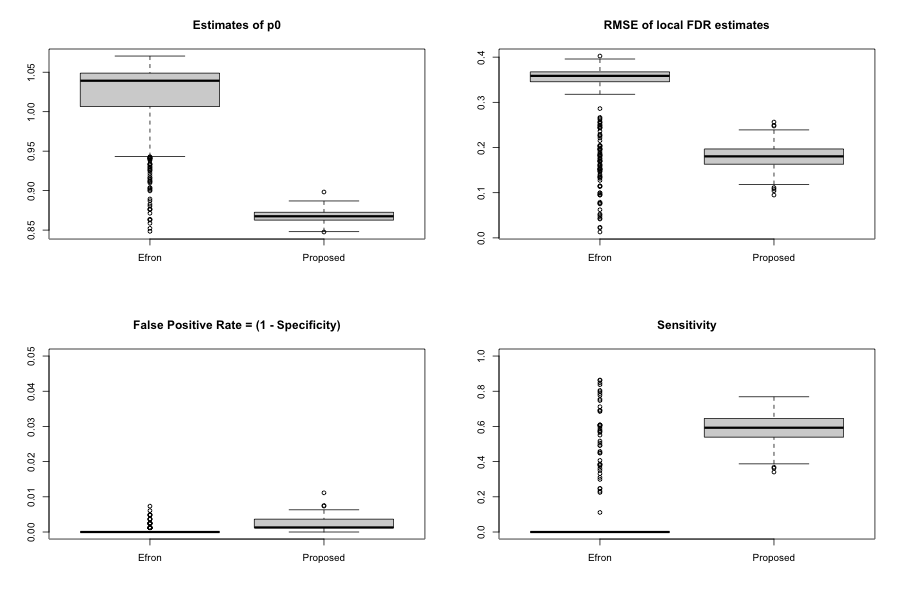 Estimates of p0
1.05
1.00
0.95
0.90
0.85
Efron Proposed
RMSE of local FDR estimates
0.4
0.3
0.2
0.1
0.0
Efron Proposed
False Positive Rate = (1 - Specificity)
0.05
0.04
0.03
0.02
0.01
0.00
Efron Proposed
Sensitivity
1.0
0.8
0.6
0.4
0.2
0.0
Efron Proposed